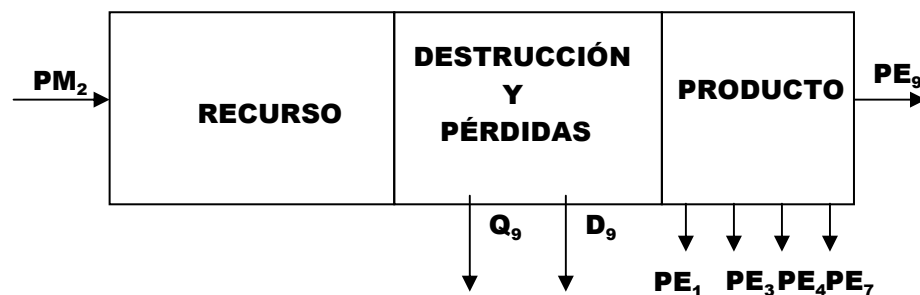 PM₂
RECURSO
DESTRUCCIÓN
Y
PÉRDIDAS
PRODUCTO
PE₉
Q₉
D₉
PE₁ PE₃ PE₄ PE₇